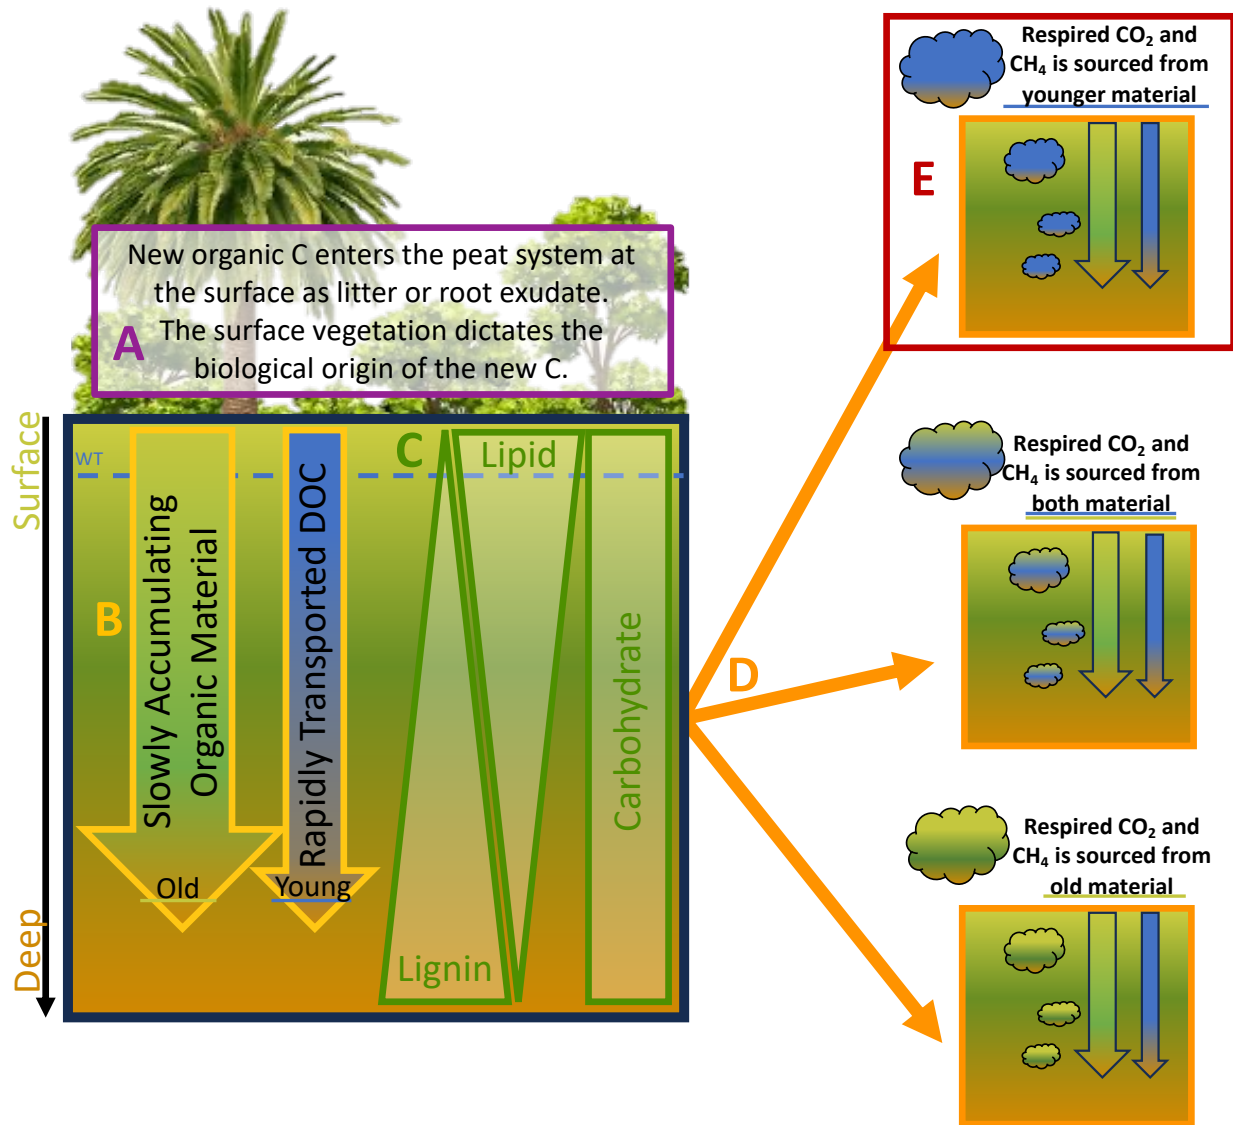 New organic C enters the peat system at
the surface as litter or root exudate.
The surface vegetation dictates the
biological origin of the new C.
A
Surface
Deep
WT
B
Slowly Accumulating
Organic Material
Old
Rapidly Transported DOC
Young
C
Lipid
Lignin
Carbohydrate
D
E
Respired CO₂ and
CH₄ is sourced from
younger material
Respired CO₂ and
CH₄ is sourced from
both material
Respired CO₂ and
CH₄ is sourced from
old material